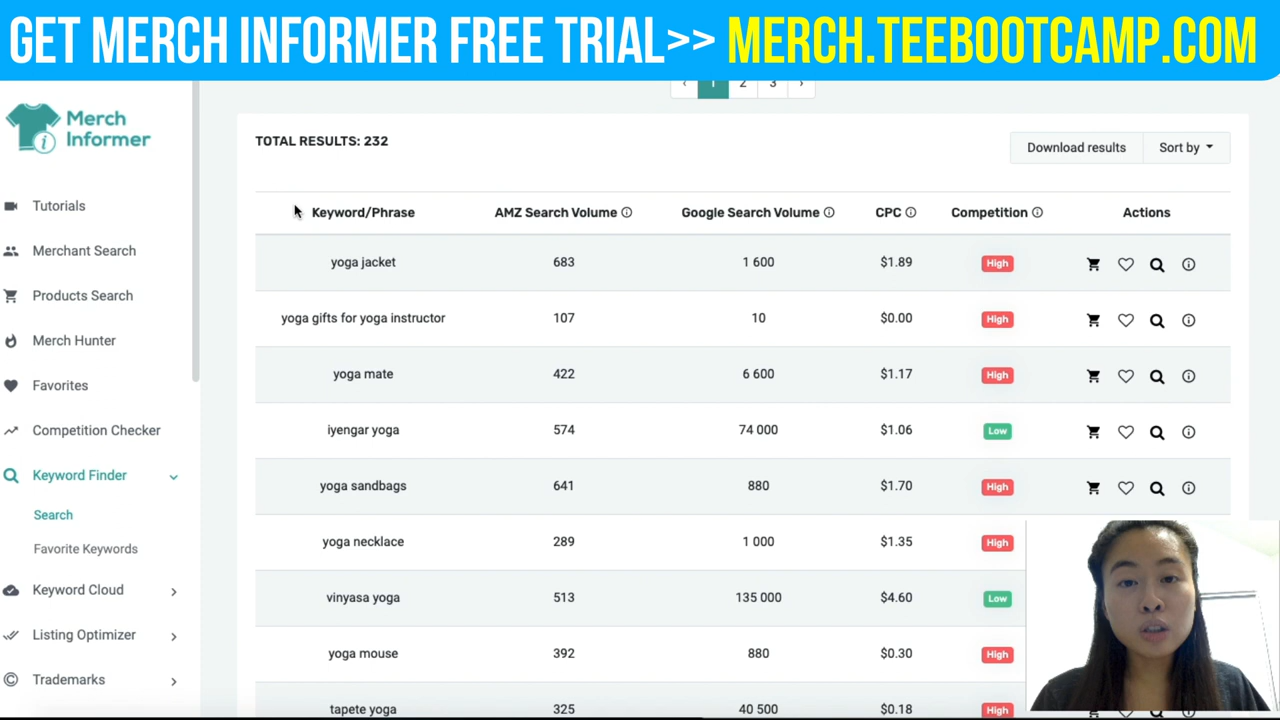 GET MERCH INFORMER FREE TRIAL>> MERCH.TEEBOOTCAMP.COM
‹ 1 2 3 ›
Merch
Informer
TOTAL RESULTS: 232
Download results Sort by
Keyword/Phrase AMZ Search Volume Google Search Volume CPC Competition Actions
yoga jacket 683 1 600 $1.89 High
yoga gifts for yoga instructor 107 10 $0.00 High
yoga mate 422 6 600 $1.17 High
iyengar yoga 574 74 000 $1.06 Low
yoga sandbags 641 880 $1.70 High
yoga necklace 289 1 000 $1.35 High
vinyasa yoga 513 135 000 $4.60 Low
yoga mouse 392 880 $0.30 High
tapete yoga 325 40 500 $0.18 High
Tutorials
Merchant Search
Products Search
Merch Hunter
Favorites
Competition Checker
Keyword Finder
Search
Favorite Keywords
Keyword Cloud
Listing Optimizer
Trademarks